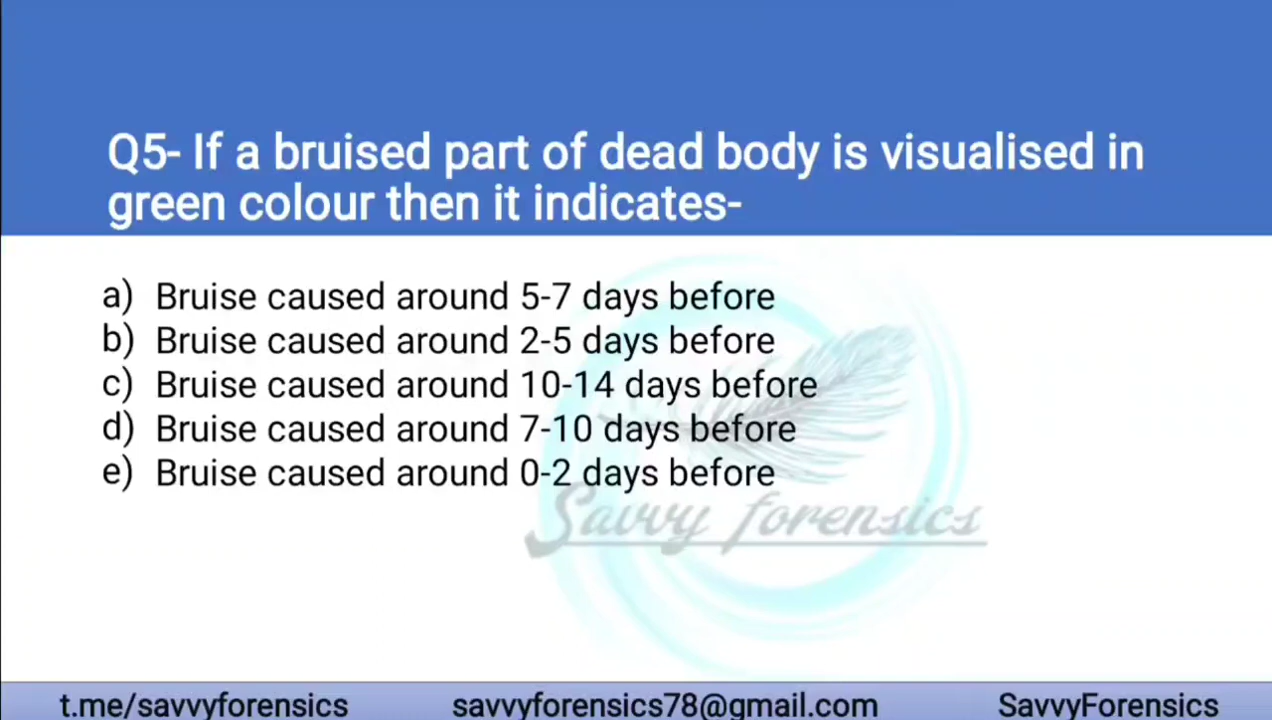 Q5- If a bruised part of dead body is visualised in
green colour then it indicates-
a) Bruise caused around 5-7 days before
b) Bruise caused around 2-5 days before
c) Bruise caused around 10-14 days before
d) Bruise caused around 7-10 days before
e) Bruise caused around 0-2 days before
Savvy forensics
t.me/savvyforensics savvyforensics78@gmail.com SavvyForensics